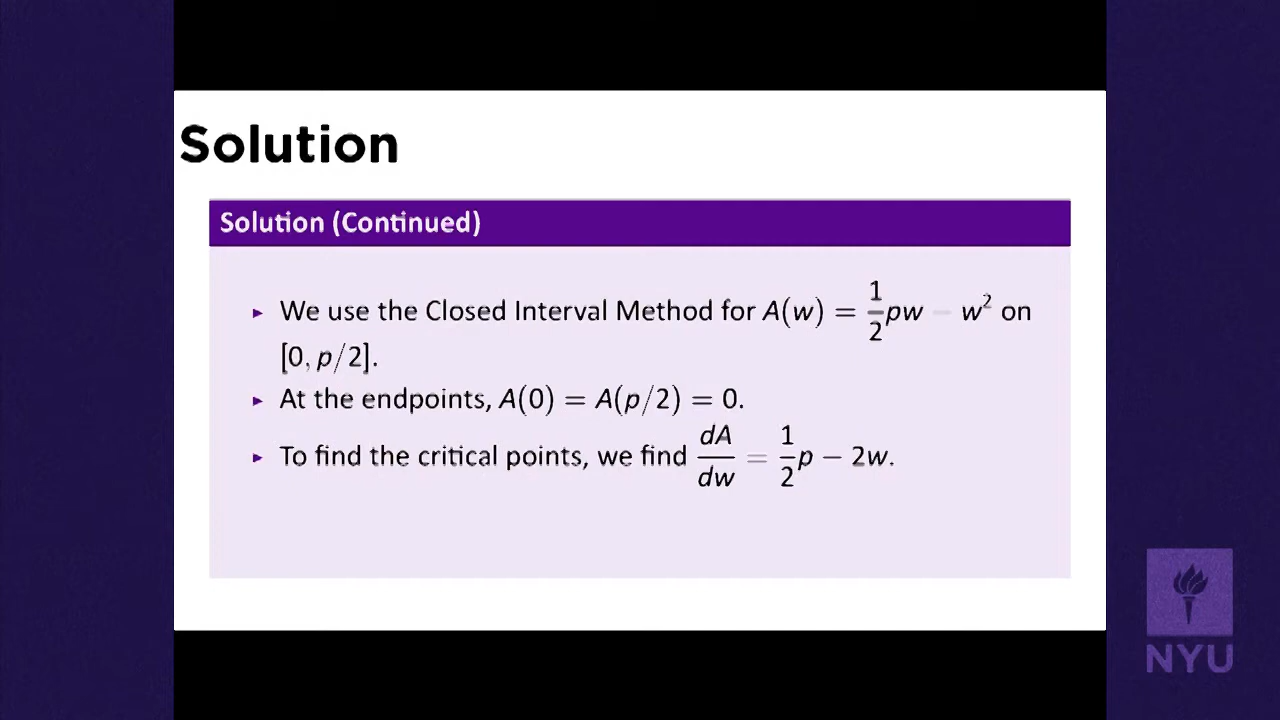 Solution
Solution (Continued)
▸ We use the Closed Interval Method for A(w) = 1/2 pw − w² on
[0, p/2].
▸ At the endpoints, A(0) = A(p/2) = 0.
▸ To find the critical points, we find dA/dw = 1/2 p − 2w.
NYU